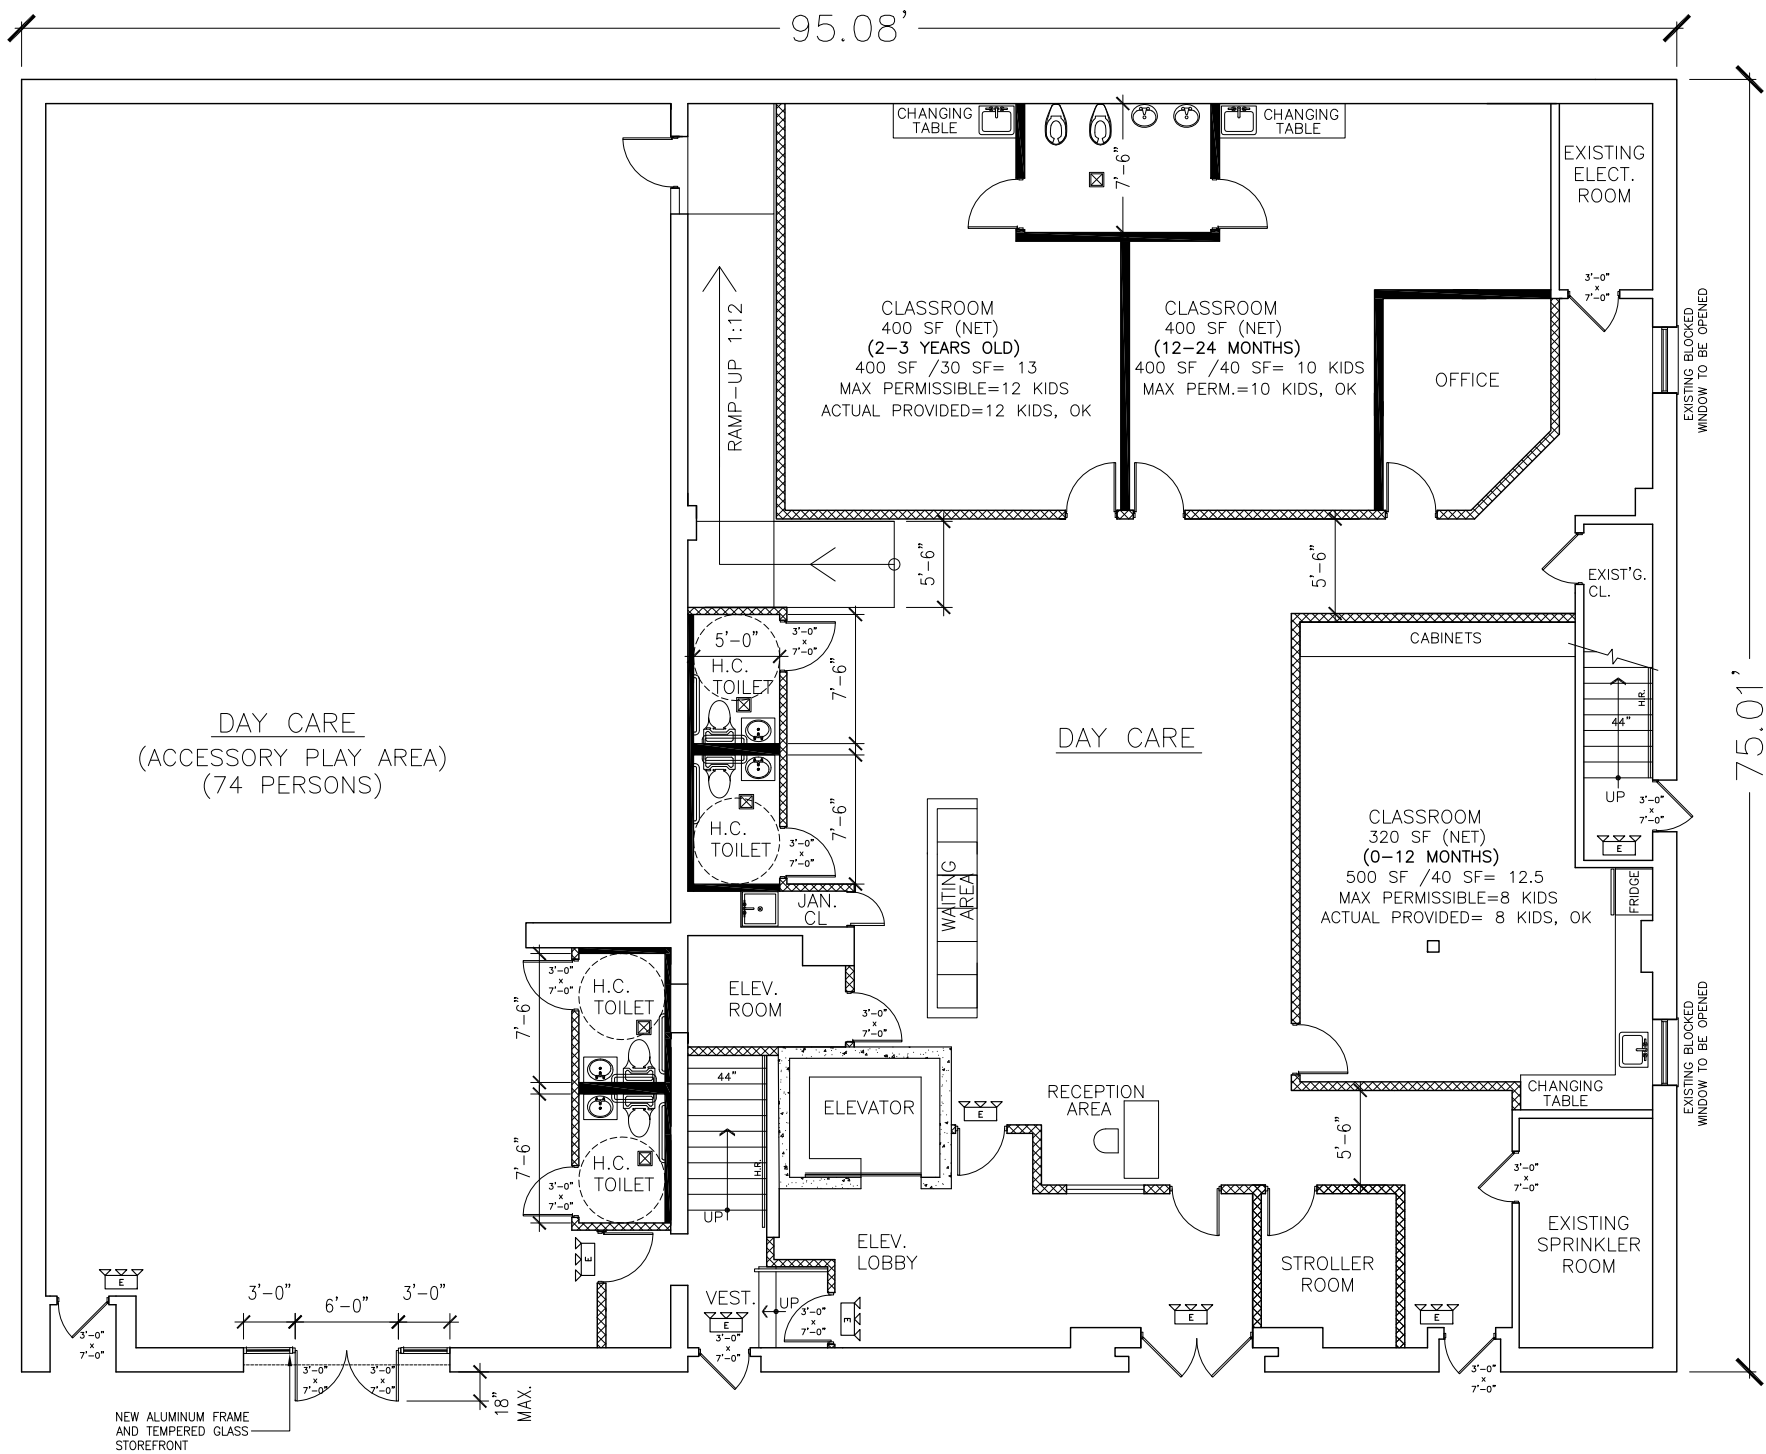 95.08'
CHANGING
TABLE
CHANGING
TABLE
7'-6"
EXISTING
ELECT.
ROOM
3'-0"
x
7'-0"
EXISTING BLOCKED
WINDOW TO BE OPENED
75.01'
RAMP-UP 1:12
CLASSROOM
400 SF (NET)
(2-3 YEARS OLD)
400 SF /30 SF= 13
MAX PERMISSIBLE=12 KIDS
ACTUAL PROVIDED=12 KIDS, OK
CLASSROOM
400 SF (NET)
(12-24 MONTHS)
400 SF /40 SF= 10 KIDS
MAX PERM.=10 KIDS, OK
OFFICE
5'-6"
5'-6"
EXIST'G.
CL.
CABINETS
5'-0"
H.C.
TOILET
3'-0"
x
7'-0"
7'-6"
H.R.
44"
UP
3'-0"
x
7'-0"
E
DAY CARE
(ACCESSORY PLAY AREA)
(74 PERSONS)
DAY CARE
H.C.
TOILET
3'-0"
x
7'-0"
7'-6"
WAITING
AREA
CLASSROOM
320 SF (NET)
(0-12 MONTHS)
500 SF /40 SF= 12.5
MAX PERMISSIBLE=8 KIDS
ACTUAL PROVIDED= 8 KIDS, OK
FRIDGE
JAN.
CL
3'-0"
x
7'-0"
H.C.
TOILET
7'-6"
ELEV.
ROOM
3'-0"
x
7'-0"
EXISTING BLOCKED
WINDOW TO BE OPENED
CHANGING
TABLE
44"
ELEVATOR
E
RECEPTION
AREA
5'-6"
7'-6"
H.C.
TOILET
3'-0"
x
7'-0"
H.R.
UP
3'-0"
x
7'-0"
EXISTING
SPRINKLER
ROOM
ELEV.
LOBBY
STROLLER
ROOM
E
E
3'-0"
6'-0"
3'-0"
VEST.
UP
E
E
E
E
3'-0"
x
7'-0"
3'-0"
x
7'-0"
3'-0"
x
7'-0"
3'-0"
x
7'-0"
3'-0"
x
7'-0"
3'-0"
x
7'-0"
18"
MAX.
NEW ALUMINUM FRAME
AND TEMPERED GLASS
STOREFRONT